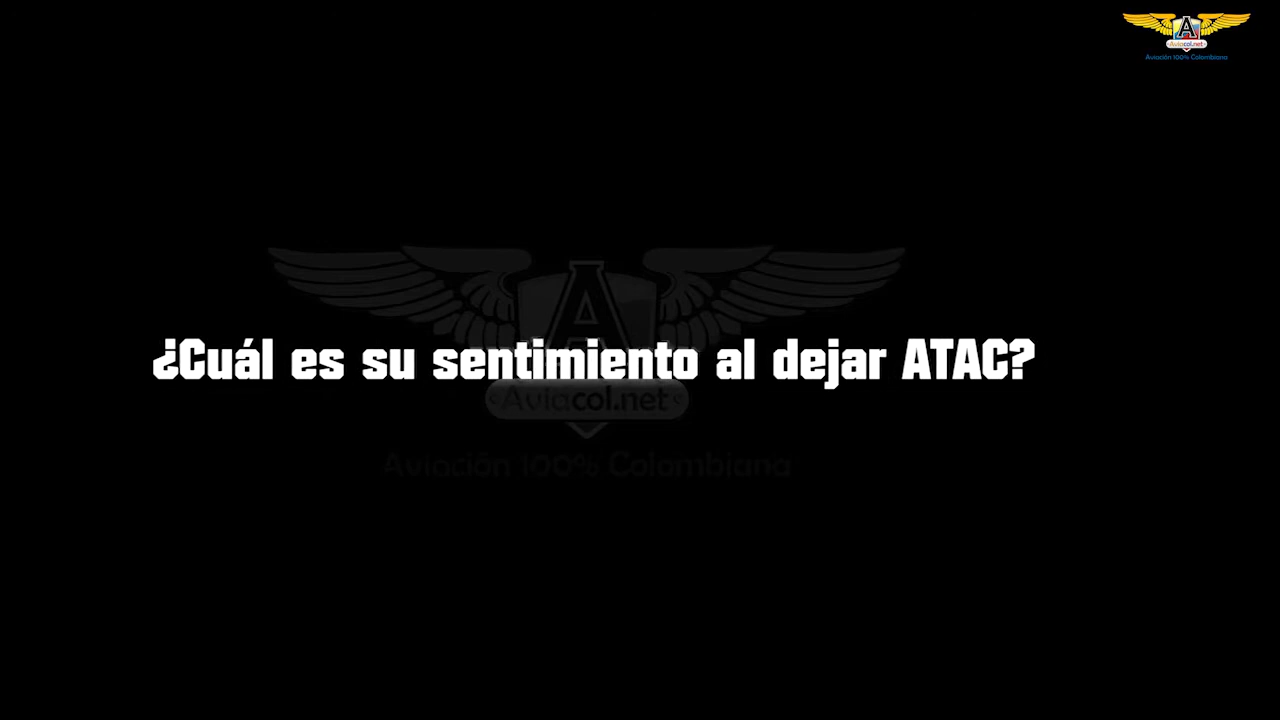 A
Aviacol.net
Aviación 100% Colombiana
A
¿Cuál es su sentimiento al dejar ATAC?
Aviacol.net
Aviación 100% Colombiana